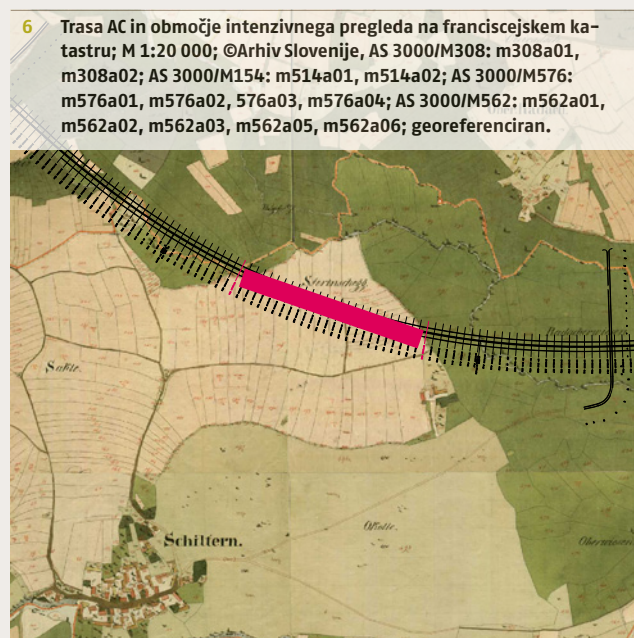 6 Trasa AC in območje intenzivnega pregleda na franciscejskem ka-
tastru; M 1:20 000; ©Arhiv Slovenije, AS 3000/M308: m308a01,
m308a02; AS 3000/M154: m514a01, m514a02; AS 3000/M576:
m576a01, m576a02, 576a03, m576a04; AS 3000/M562: m562a01,
m562a02, m562a03, m562a05, m562a06; georeferenciran.
Stermschegg
Schiltern.